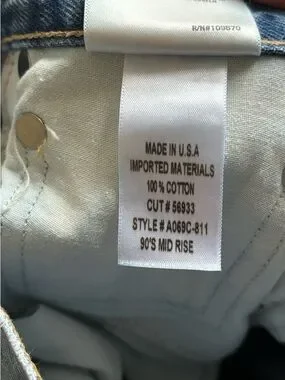 R/N#109870
MADE IN U.S.A
IMPORTED MATERIALS
100% COTTON
CUT # 56933
STYLE # A069C-811
90'S MID RISE